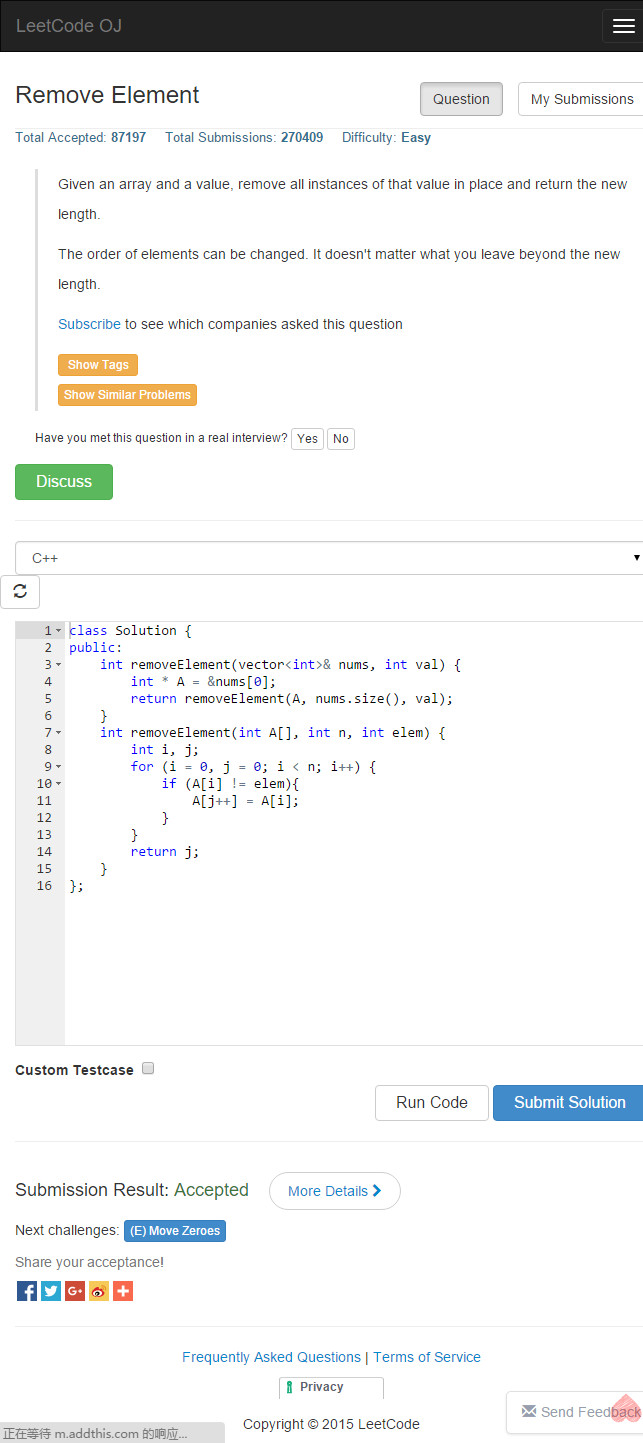 LeetCode OJ
Remove Element
Question
My Submissions
Total Accepted: 87197 Total Submissions: 270409 Difficulty: Easy
Given an array and a value, remove all instances of that value in place and return the new
length.
The order of elements can be changed. It doesn't matter what you leave beyond the new
length.
Subscribe to see which companies asked this question
Show Tags
Show Similar Problems
Have you met this question in a real interview? Yes No
Discuss
C++
1 class Solution {
2 public:
3     int removeElement(vector<int>& nums, int val) {
4         int * A = &nums[0];
5         return removeElement(A, nums.size(), val);
6     }
7     int removeElement(int A[], int n, int elem) {
8         int i, j;
9         for (i = 0, j = 0; i < n; i++) {
10             if (A[i] != elem){
11                 A[j++] = A[i];
12             }
13         }
14         return j;
15     }
16 };
Custom Testcase
Run Code
Submit Solution
Submission Result: Accepted
More Details
Next challenges: (E) Move Zeroes
Share your acceptance!
Frequently Asked Questions | Terms of Service
Privacy
Send Feedback
Copyright © 2015 LeetCode
正在等待 m.addthis.com 的响应...